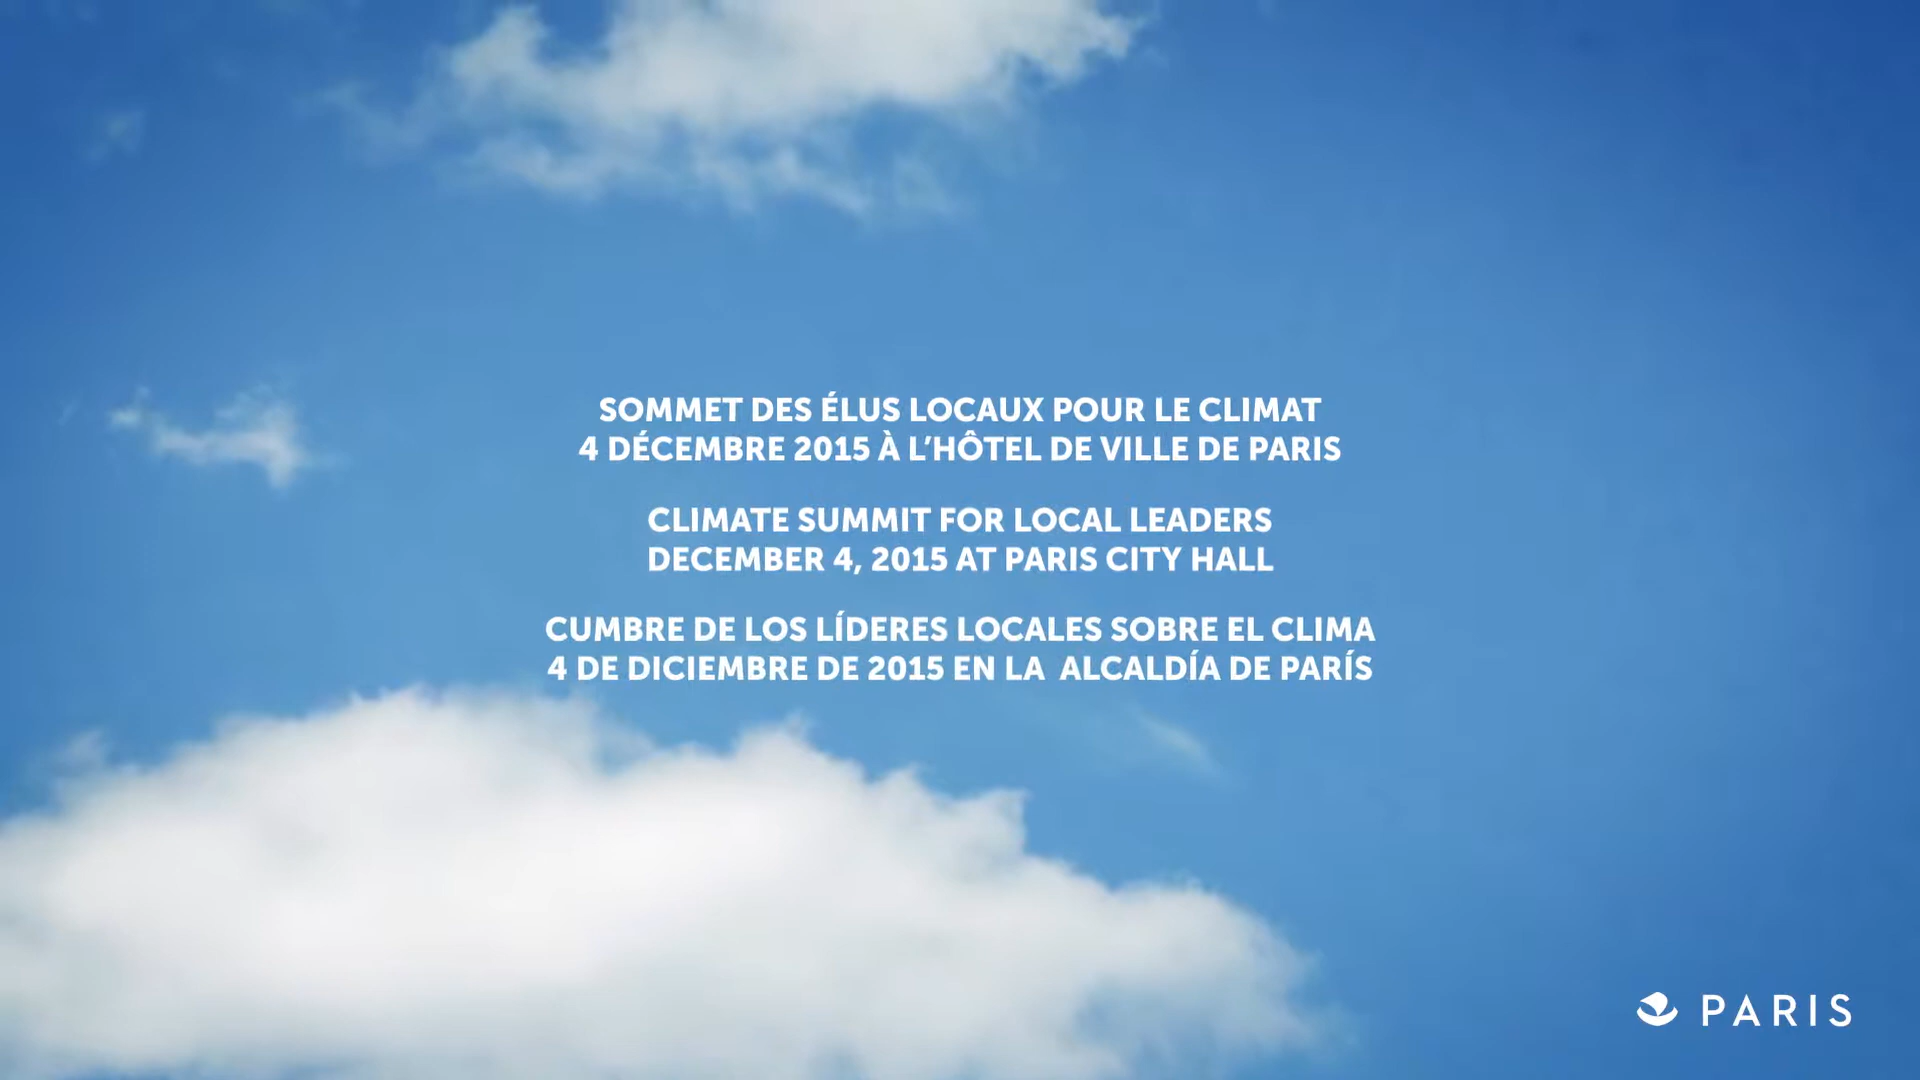 SOMMET DES ÉLUS LOCAUX POUR LE CLIMAT
4 DÉCEMBRE 2015 À L'HÔTEL DE VILLE DE PARIS
CLIMATE SUMMIT FOR LOCAL LEADERS
DECEMBER 4, 2015 AT PARIS CITY HALL
CUMBRE DE LOS LÍDERES LOCALES SOBRE EL CLIMA
4 DE DICIEMBRE DE 2015 EN LA ALCALDÍA DE PARÍS
PARIS